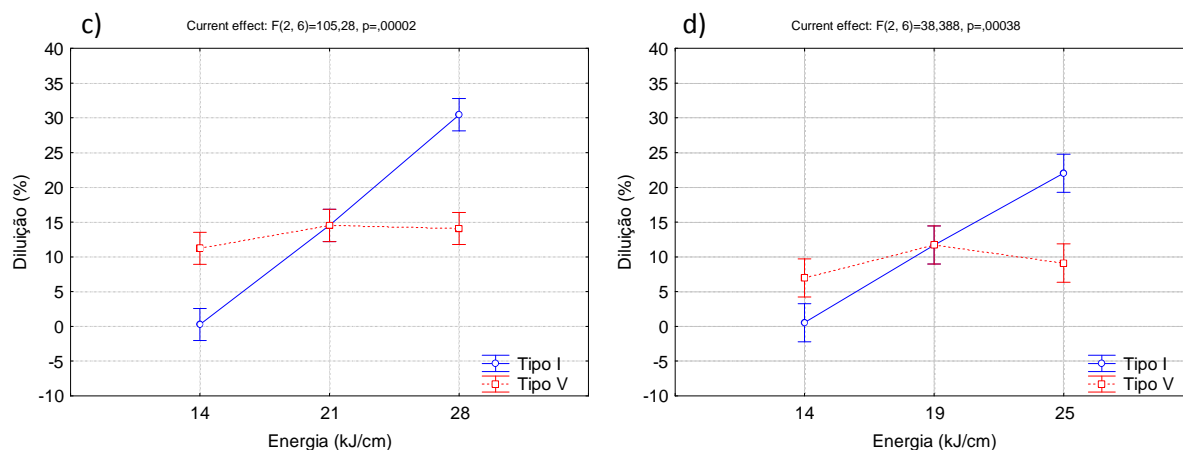 c)
Current effect: F(2, 6)=105,28, p=,00002
40
35
30
25
20
15
10
5
0
-5
-10
Diluição (%)
14
21
28
Energia (kJ/cm)
Tipo I
Tipo V
d)
Current effect: F(2, 6)=38,388, p=,00038
40
35
30
25
20
15
10
5
0
-5
-10
Diluição (%)
14
19
25
Energia (kJ/cm)
Tipo I
Tipo V